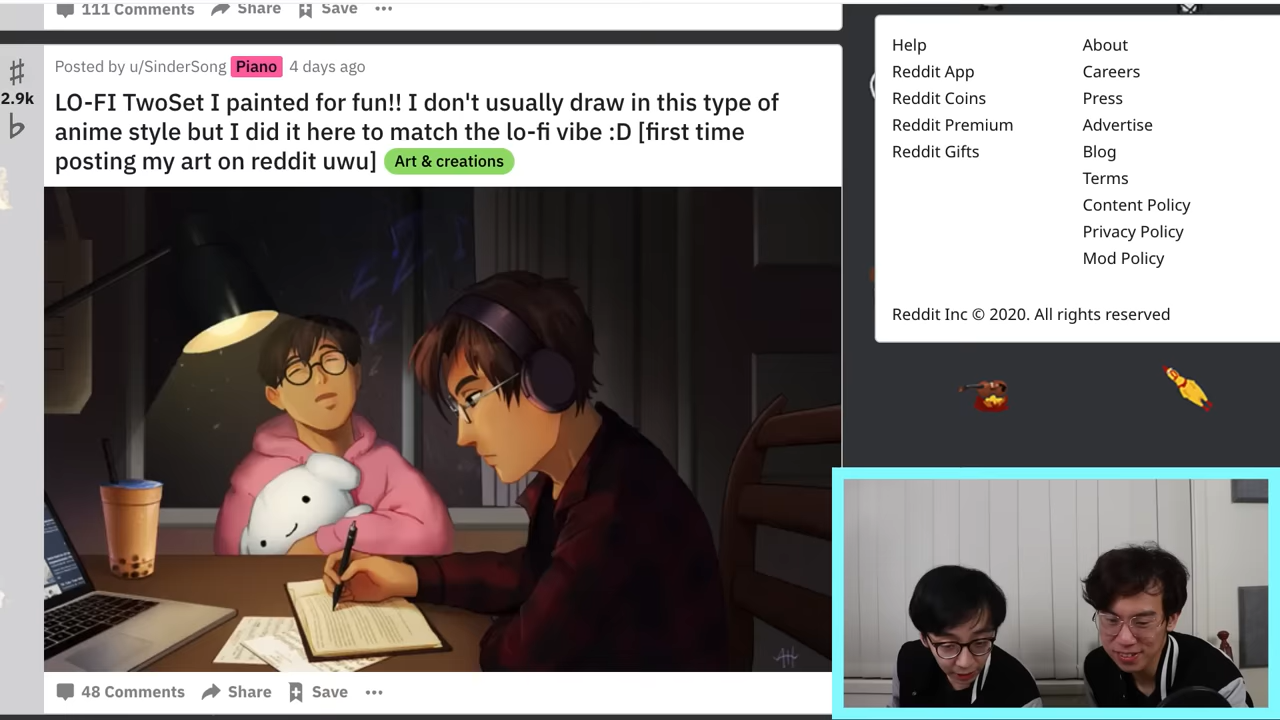 111 Comments Share Save
Posted by u/SinderSong Piano 4 days ago
2.9k
LO-FI TwoSet I painted for fun!! I don't usually draw in this type of
anime style but I did it here to match the lo-fi vibe :D [first time
posting my art on reddit uwu] Art & creations
AH
48 Comments Share Save
Help
Reddit App
Reddit Coins
Reddit Premium
Reddit Gifts
About
Careers
Press
Advertise
Blog
Terms
Content Policy
Privacy Policy
Mod Policy
Reddit Inc © 2020. All rights reserved